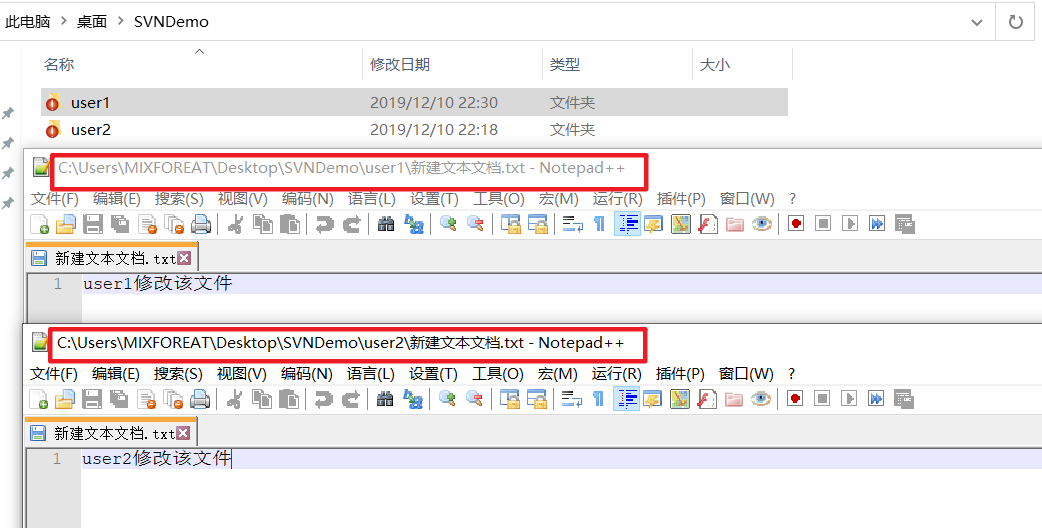 此电脑 > 桌面 > SVNDemo
名称 修改日期 类型 大小
user1 2019/12/10 22:30 文件夹
user2 2019/12/10 22:18 文件夹
C:\Users\MIXFOREAT\Desktop\SVNDemo\user1\新建文本文档.txt - Notepad++
文件(F) 编辑(E) 搜索(S) 视图(V) 编码(N) 语言(L) 设置(T) 工具(O) 宏(M) 运行(R) 插件(P) 窗口(W) ?
新建文本文档.txt
1 user1修改该文件
C:\Users\MIXFOREAT\Desktop\SVNDemo\user2\新建文本文档.txt - Notepad++
文件(F) 编辑(E) 搜索(S) 视图(V) 编码(N) 语言(L) 设置(T) 工具(O) 宏(M) 运行(R) 插件(P) 窗口(W) ?
新建文本文档.txt
1 user2修改该文件